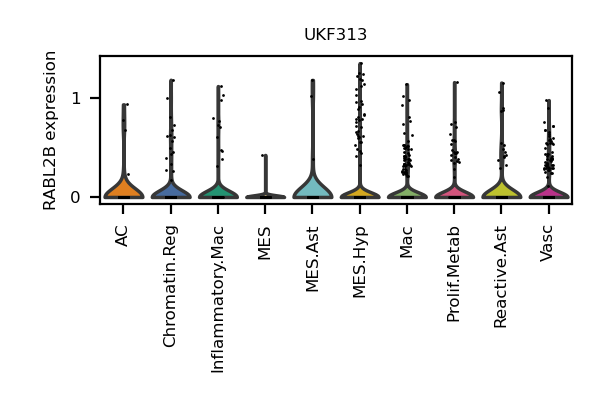 UKF313
RABL2B expression
1
0
AC
Chromatin.Reg
Inflammatory.Mac
MES
MES.Ast
MES.Hyp
Mac
Prolif.Metab
Reactive.Ast
Vasc